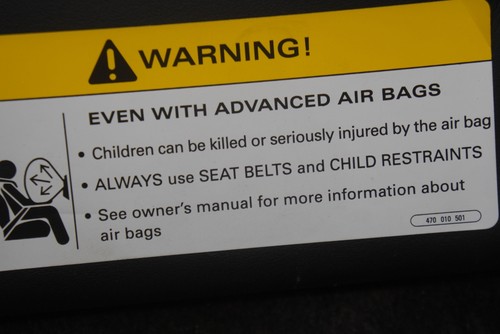 WARNING!
EVEN WITH ADVANCED AIR BAGS
• Children can be killed or seriously injured by the air bag
• ALWAYS use SEAT BELTS and CHILD RESTRAINTS
• See owner's manual for more information about
air bags
470 010 501